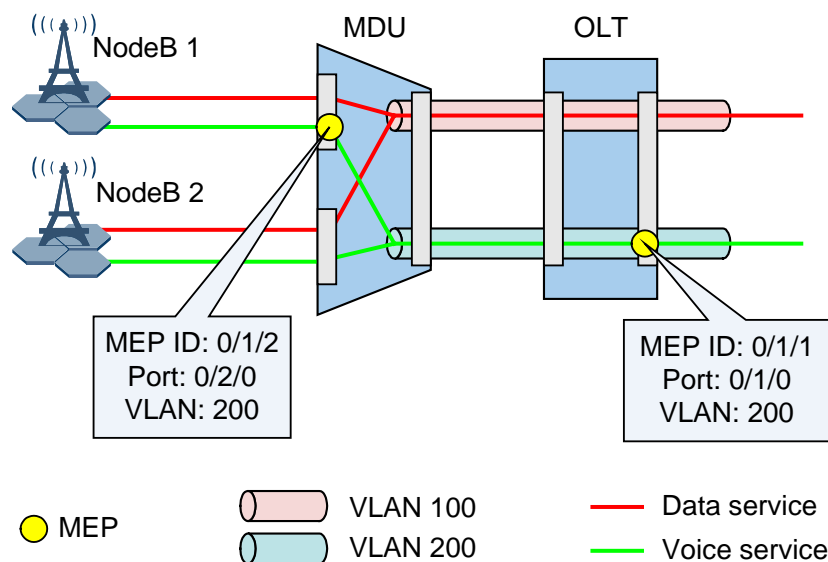 MDU
OLT
NodeB 1
NodeB 2
MEP ID: 0/1/2
Port: 0/2/0
VLAN: 200
MEP ID: 0/1/1
Port: 0/1/0
VLAN: 200
MEP
VLAN 100
VLAN 200
Data service
Voice service